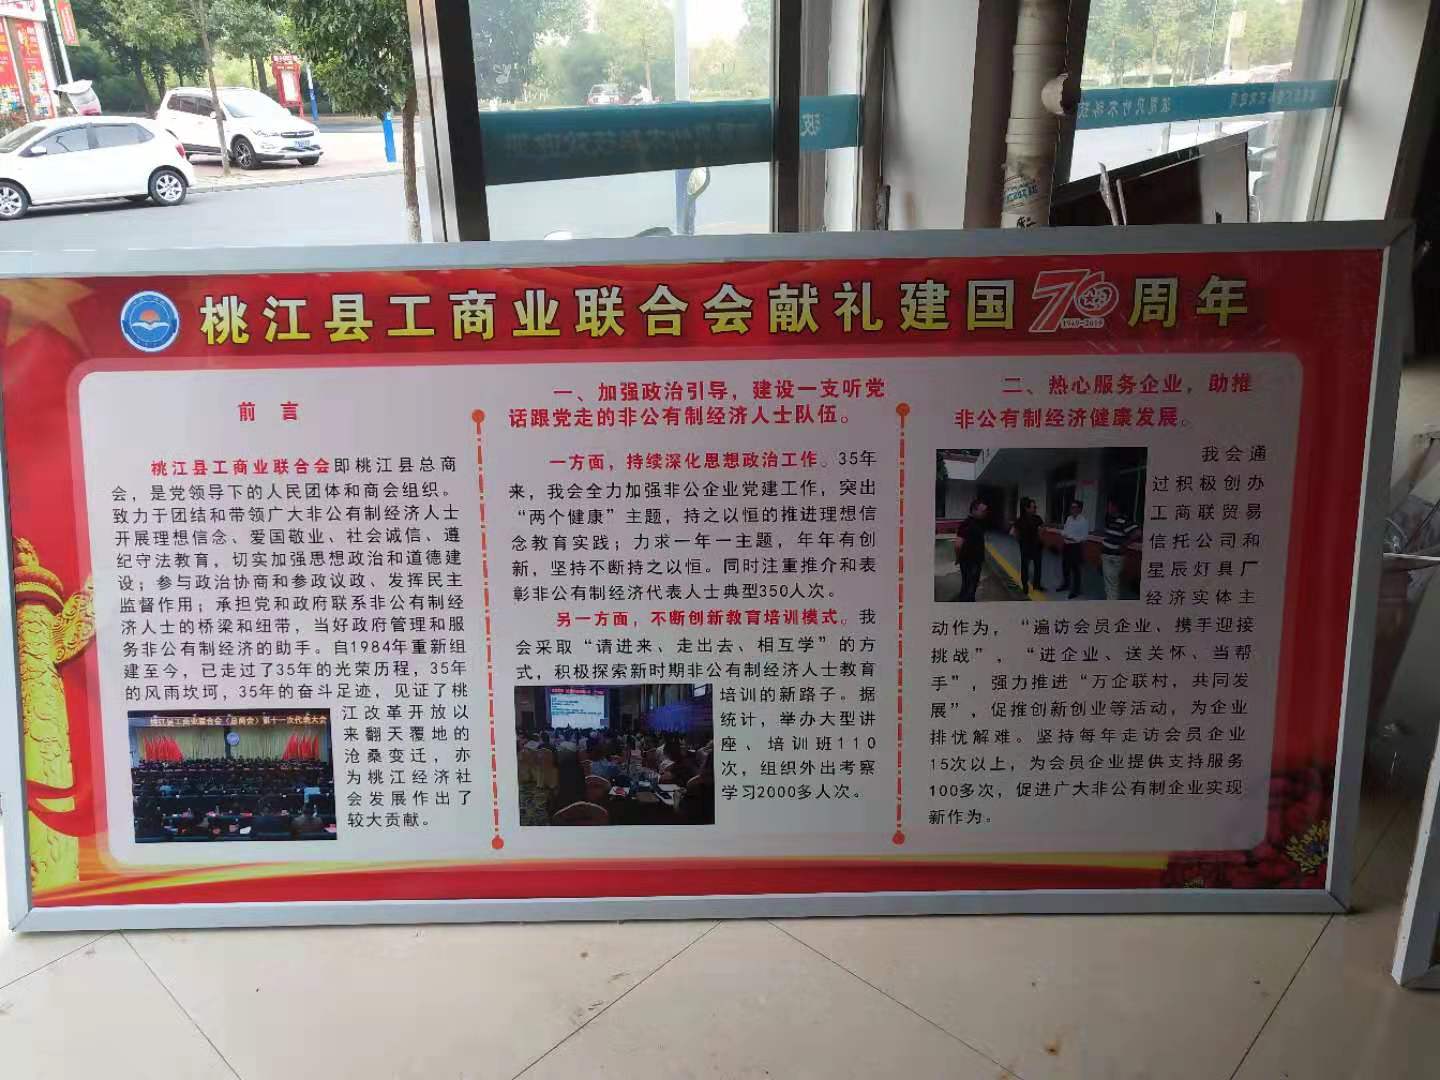 桃江县工商业联合会献礼建国70周年
1949-2019
前 言
桃江县工商业联合会即桃江县总商
会，是党领导下的人民团体和商会组织。
致力于团结和带领广大非公有制经济人士
开展理想信念、爱国敬业、社会诚信、遵
纪守法教育，切实加强思想政治和道德建
设；参与政治协商和参政议政、发挥民主
监督作用；承担党和政府联系非公有制经
济人士的桥梁和纽带，当好政府管理和服
务非公有制经济的助手。自1984年重新组
建至今，已走过了35年的光荣历程，35年
的风雨坎坷，35年的奋斗足迹，见证了桃
江改革开放以
来翻天覆地的
沧桑变迁，亦
为桃江经济社
会发展作出了
较大贡献。
桃江县工商业联合会（总商会）第十一次代表大会
一、加强政治引导，建设一支听党
话跟党走的非公有制经济人士队伍。
一方面，持续深化思想政治工作。35年
来，我会全力加强非公企业党建工作，突出
“两个健康”主题，持之以恒的推进理想信
念教育实践；力求一年一主题，年年有创
新，坚持不断持之以恒。同时注重推介和表
彰非公有制经济代表人士典型350人次。
另一方面，不断创新教育培训模式。我
会采取“请进来、走出去、相互学”的方
式，积极探索新时期非公有制经济人士教育
培训的新路子。据
统计，举办大型讲
座、培训班110
次，组织外出考察
学习2000多人次。
二、热心服务企业，助推
非公有制经济健康发展。
我会通
过积极创办
工商联贸易
信托公司和
星辰灯具厂
经济实体主
动作为，“遍访会员企业、携手迎接
挑战”，“进企业、送关怀、当帮
手”，强力推进“万企联村，共同发
展”，促推创新创业等活动，为企业
排忧解难。坚持每年走访会员企业
15次以上，为会员企业提供支持服务
100多次，促进广大非公有制企业实现
新作为。